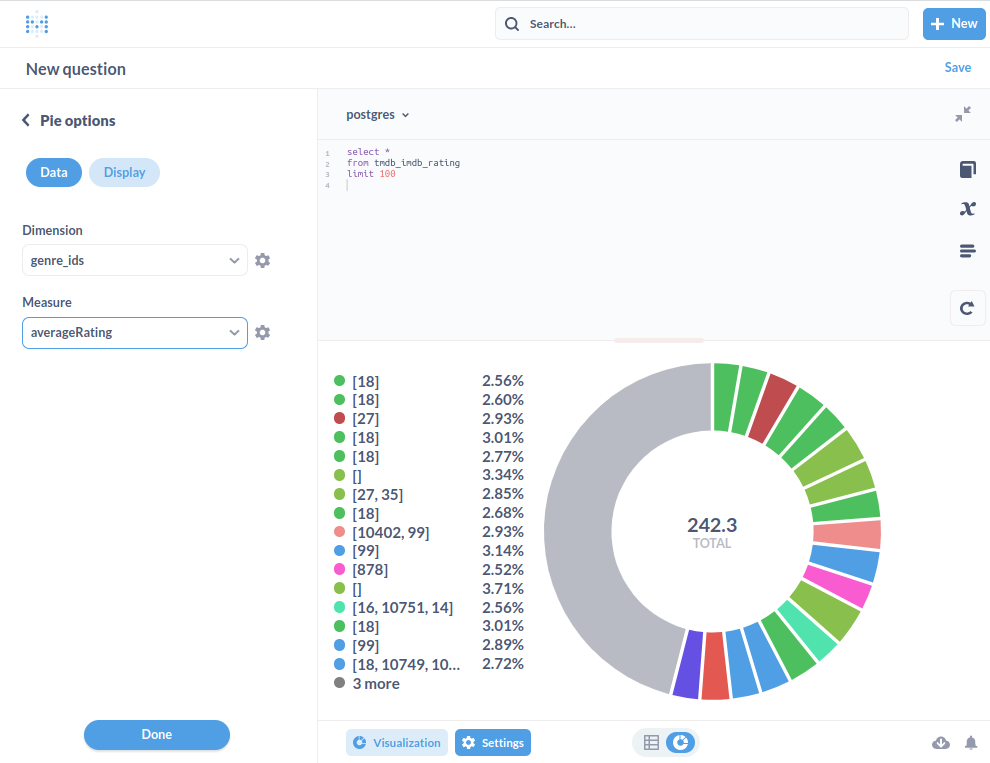 Search...
New
New question
Save
Pie options
Data
Display
Dimension
genre_ids
Measure
averageRating
Done
postgres
1 select *
2 from tmdb_imdb_rating
3 limit 100
4
[18] 2.56%
[18] 2.60%
[27] 2.93%
[18] 3.01%
[18] 2.77%
[] 3.34%
[27, 35] 2.85%
[18] 2.68%
[10402, 99] 2.93%
[99] 3.14%
[878] 2.52%
[] 3.71%
[16, 10751, 14] 2.56%
[18] 3.01%
[99] 2.89%
[18, 10749, 10... 2.72%
3 more
242.3
TOTAL
Visualization
Settings